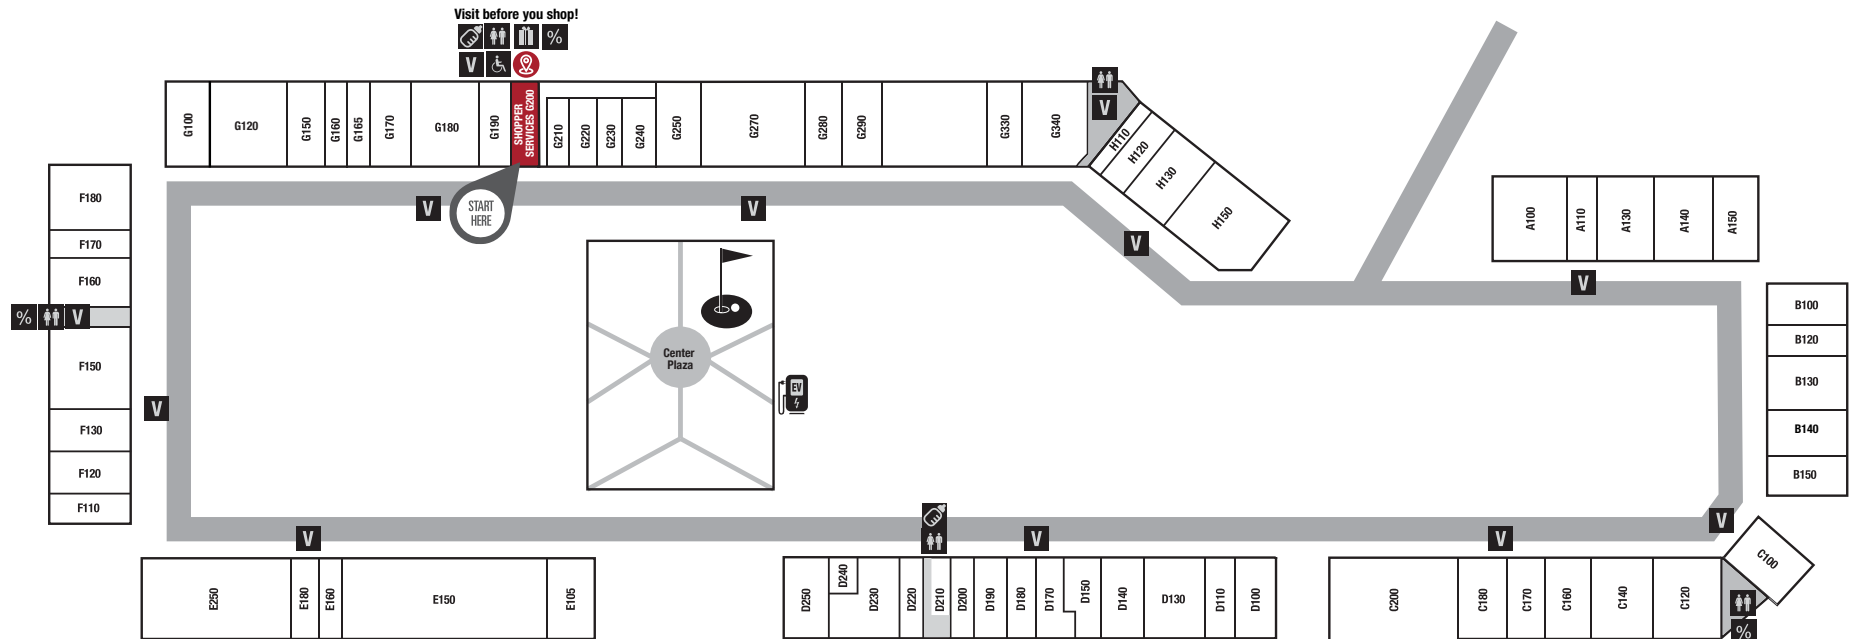 Visit before you shop!
%
V
G100
G120
G150
G160
G165
G170
G180
G190
SHOPPER
SERVICES G200
G210
G220
G230
G240
G250
G270
G280
G290
G330
G340
V
H110
H120
H130
H150
START
HERE
V
V
V
A100
A110
A130
A140
A150
V
B100
B120
B130
B140
B150
F180
F170
F160
% V
F150
F130
F120
F110
V
Center
Plaza
EV
V
V
V
V
E250
E180
E160
E150
E105
D250
D240
D230
D220
D210
D200
D190
D180
D170
D150
D140
D130
D110
D100
C200
C180
C170
C160
C140
C120
C100
%